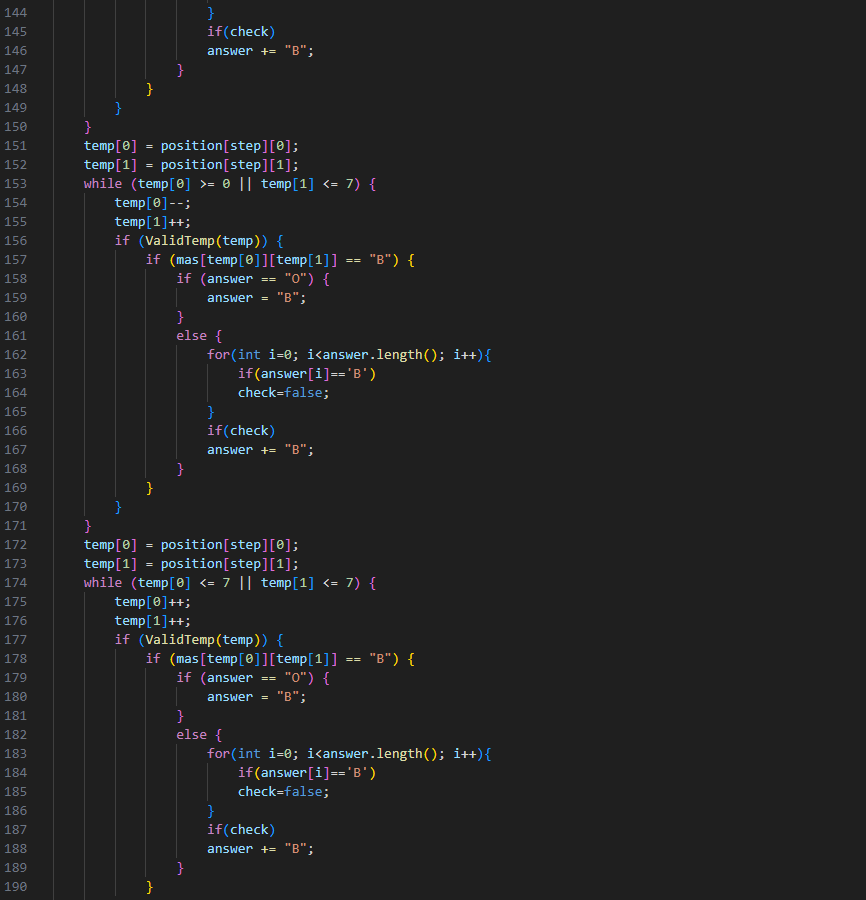 144                         }
145                         if(check)
146                         answer += "B";
147                     }
148                 }
149             }
150         }
151         temp[0] = position[step][0];
152         temp[1] = position[step][1];
153         while (temp[0] >= 0 || temp[1] <= 7) {
154             temp[0]--;
155             temp[1]++;
156             if (ValidTemp(temp)) {
157                 if (mas[temp[0]][temp[1]] == "B") {
158                     if (answer == "O") {
159                         answer = "B";
160                     }
161                     else {
162                         for(int i=0; i<answer.length(); i++){
163                             if(answer[i]=='B')
164                             check=false;
165                         }
166                         if(check)
167                         answer += "B";
168                     }
169                 }
170             }
171         }
172         temp[0] = position[step][0];
173         temp[1] = position[step][1];
174         while (temp[0] <= 7 || temp[1] <= 7) {
175             temp[0]++;
176             temp[1]++;
177             if (ValidTemp(temp)) {
178                 if (mas[temp[0]][temp[1]] == "B") {
179                     if (answer == "O") {
180                         answer = "B";
181                     }
182                     else {
183                         for(int i=0; i<answer.length(); i++){
184                             if(answer[i]=='B')
185                             check=false;
186                         }
187                         if(check)
188                         answer += "B";
189                     }
190                 }